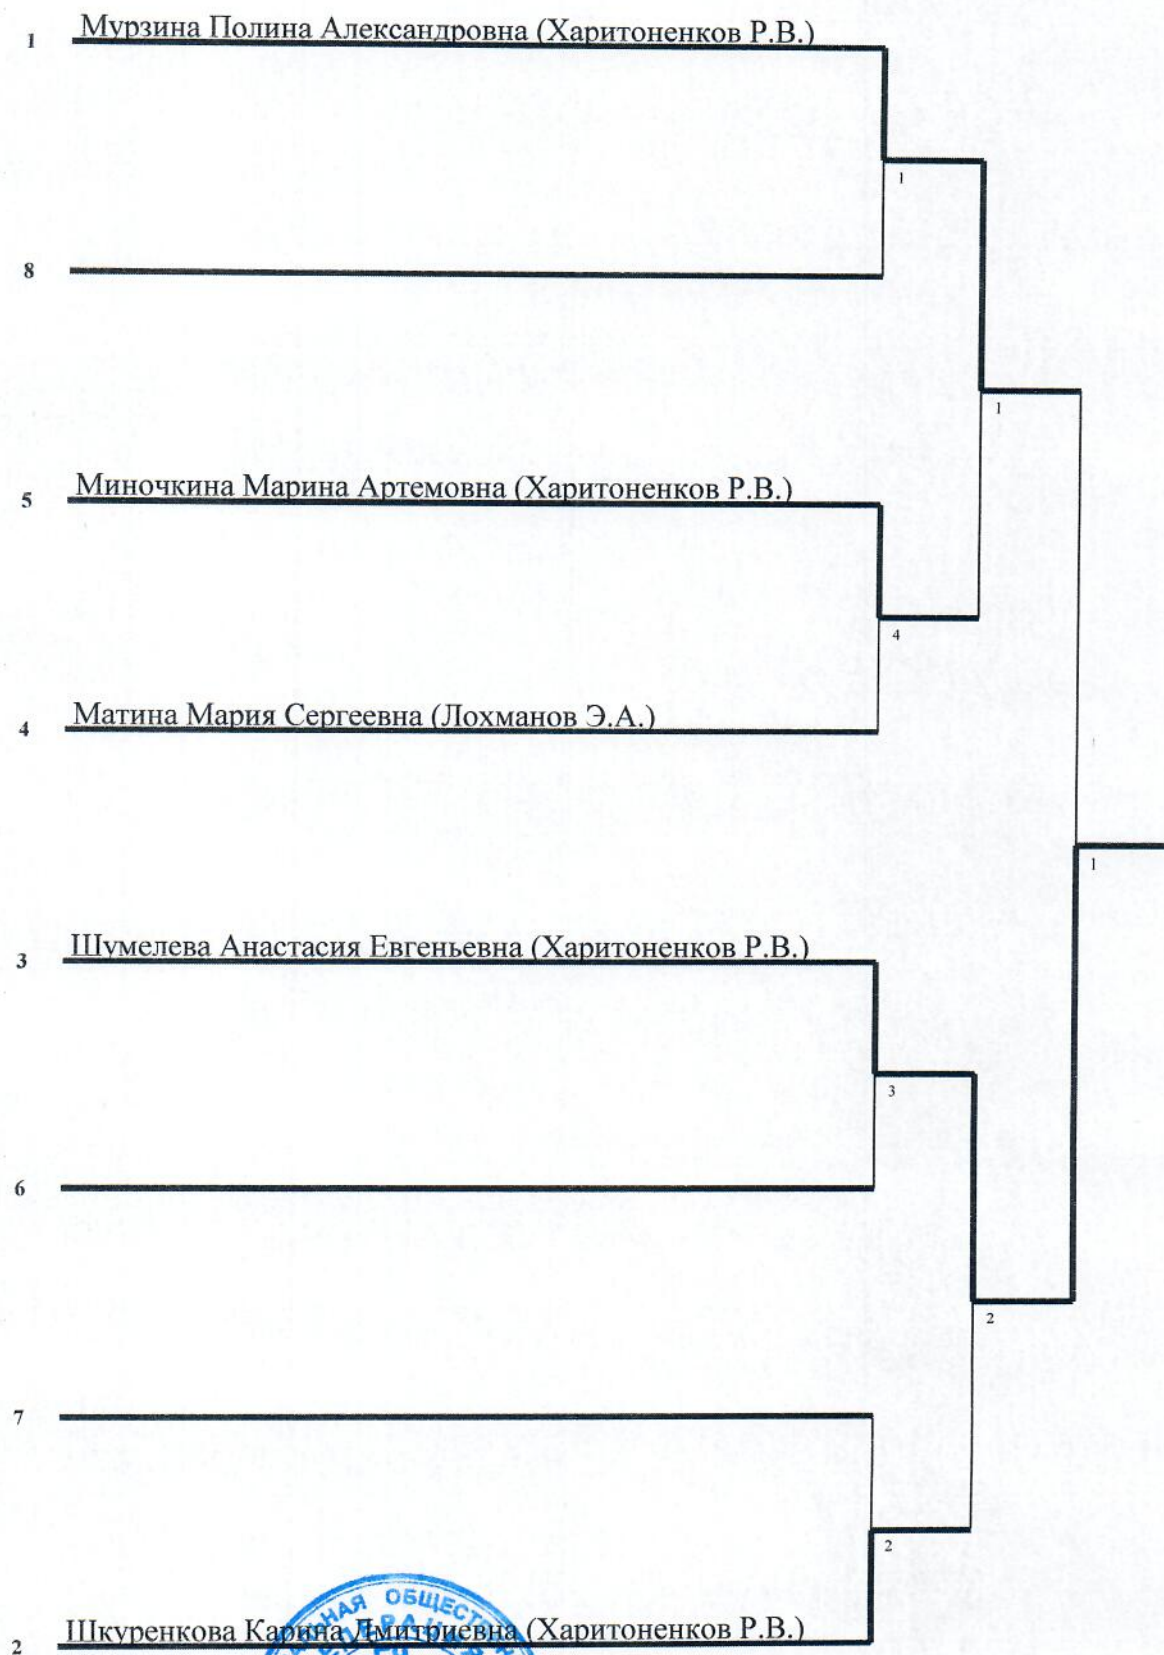 1 Мурзина Полина Александровна (Харитоненков Р.В.)
1
8
1
5 Миночкина Марина Артемовна (Харитоненков Р.В.)
4
4 Матина Мария Сергеевна (Лохманов Э.А.)
1
3 Шумелева Анастасия Евгеньевна (Харитоненков Р.В.)
3
6
2
7
2
ОБЩЕСТВ
2 Шкуренкова Карина Дмитриевна (Харитоненков Р.В.)